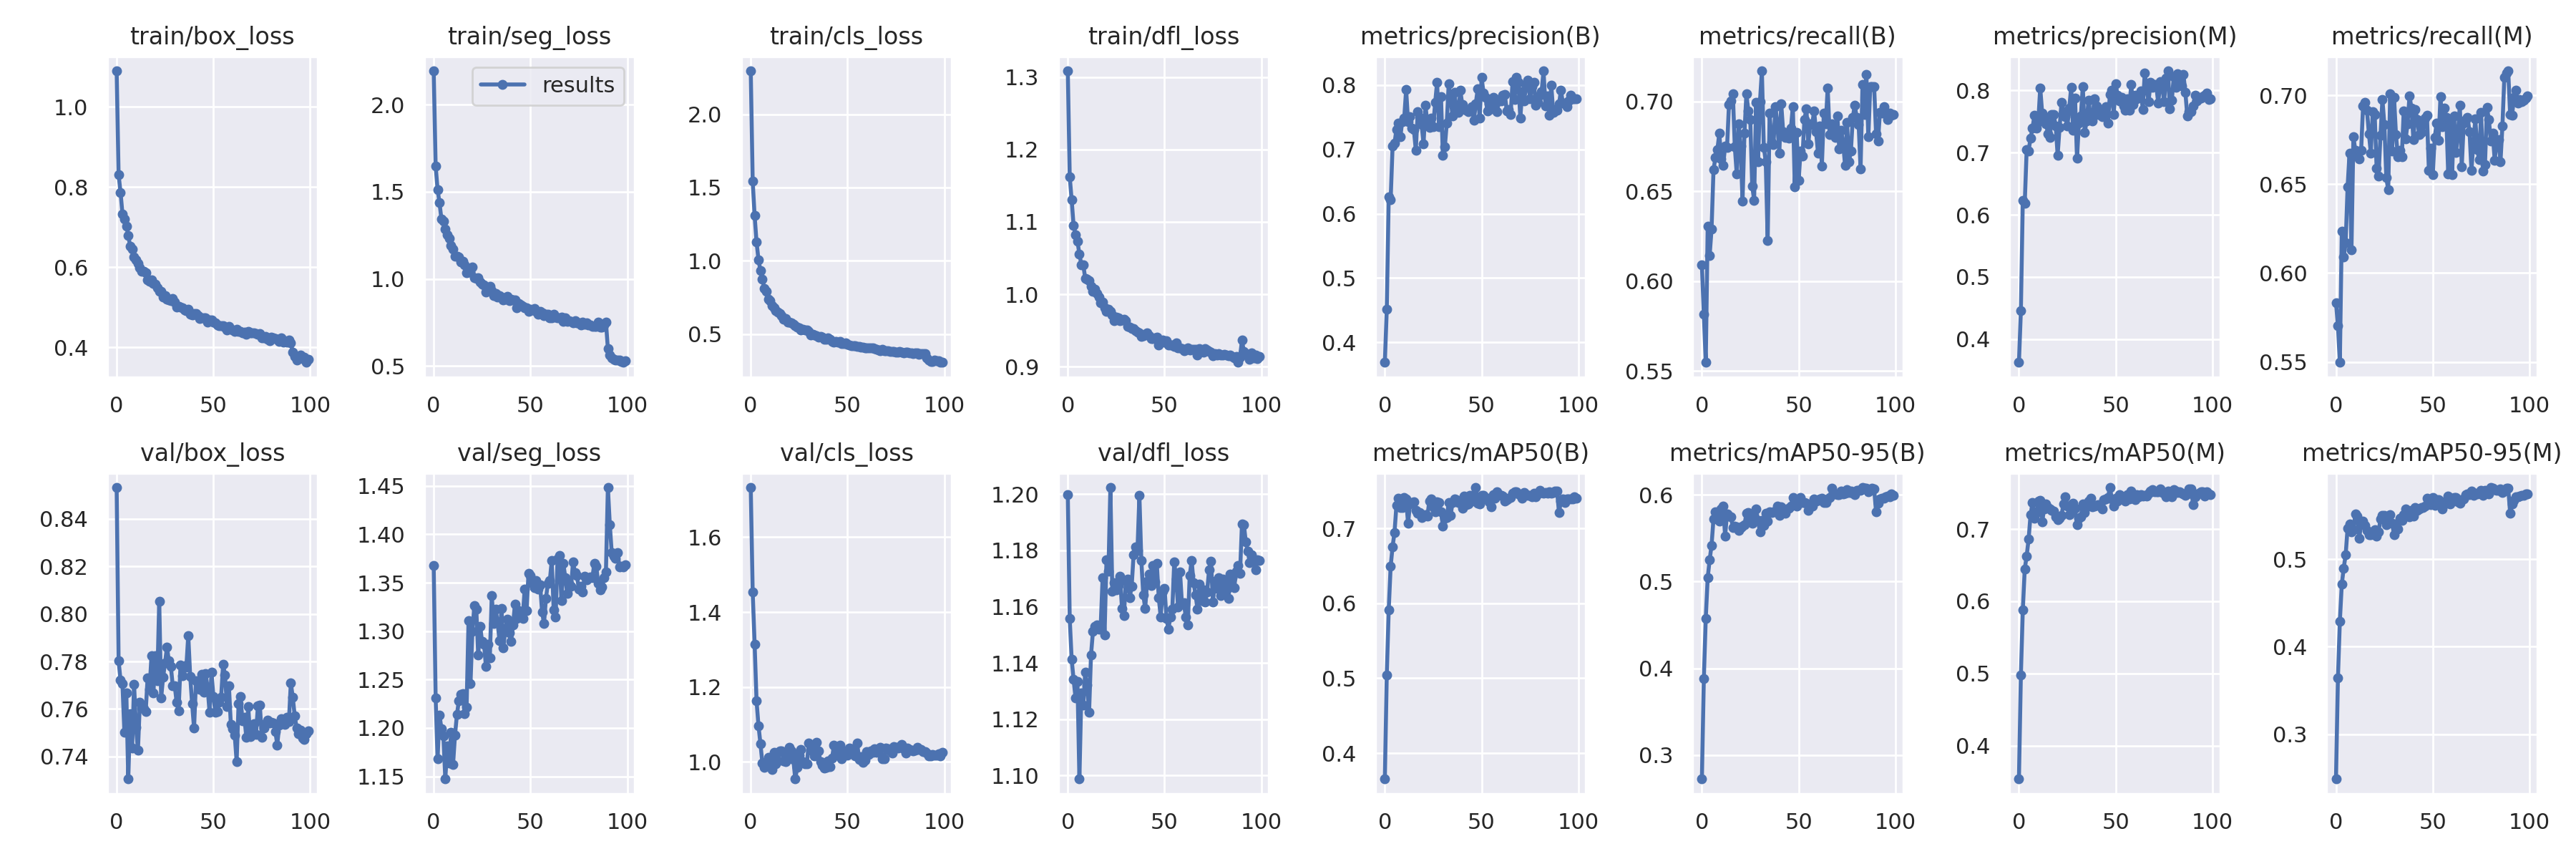 train/box_loss
train/seg_loss
train/cls_loss
train/dfl_loss
metrics/precision(B)
metrics/recall(B)
metrics/precision(M)
metrics/recall(M)
results
1.0
0.8
0.6
0.4
0 50 100
2.0
1.5
1.0
0.5
0 50 100
2.0
1.5
1.0
0.5
0 50 100
1.3
1.2
1.1
1.0
0.9
0 50 100
0.8
0.7
0.6
0.5
0.4
0 50 100
0.70
0.65
0.60
0.55
0 50 100
0.8
0.7
0.6
0.5
0.4
0 50 100
0.70
0.65
0.60
0.55
0 50 100
val/box_loss
val/seg_loss
val/cls_loss
val/dfl_loss
metrics/mAP50(B)
metrics/mAP50-95(B)
metrics/mAP50(M)
metrics/mAP50-95(M)
0.84
0.82
0.80
0.78
0.76
0.74
0 50 100
1.45
1.40
1.35
1.30
1.25
1.20
1.15
0 50 100
1.6
1.4
1.2
1.0
0 50 100
1.20
1.18
1.16
1.14
1.12
1.10
0 50 100
0.7
0.6
0.5
0.4
0 50 100
0.6
0.5
0.4
0.3
0 50 100
0.7
0.6
0.5
0.4
0 50 100
0.5
0.4
0.3
0 50 100